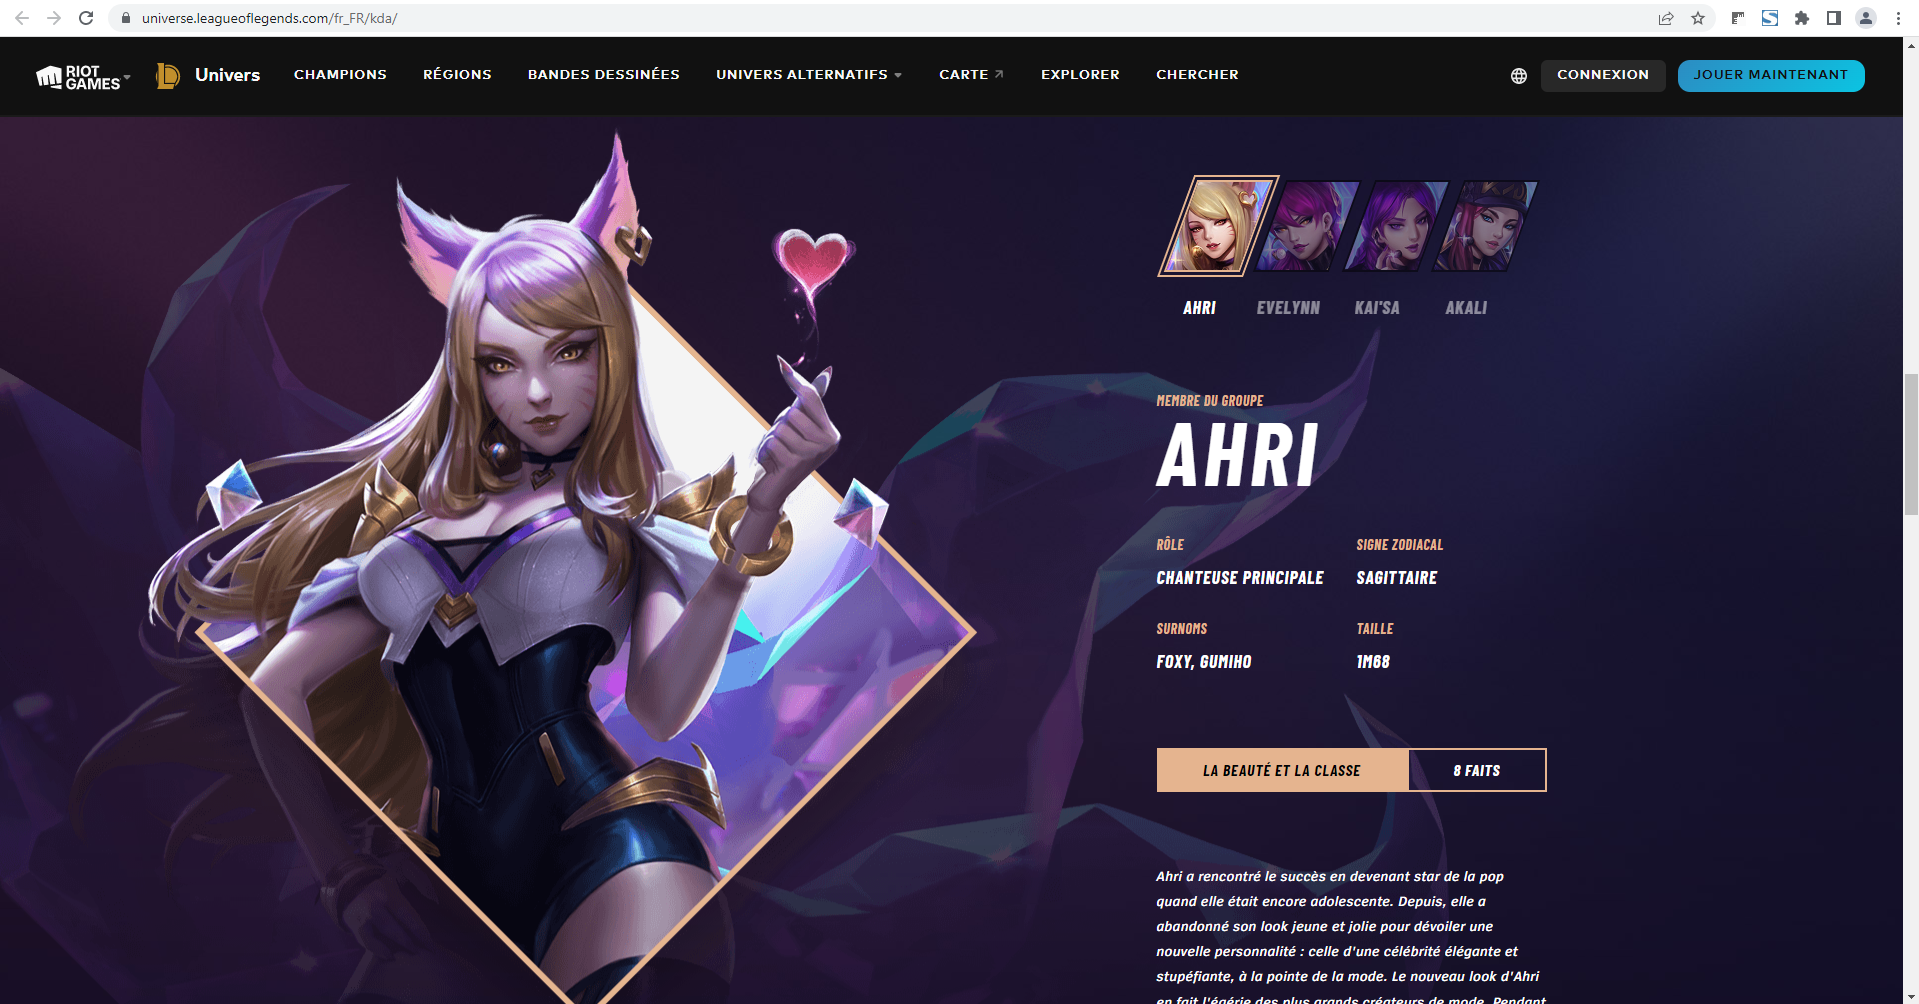 universe.leagueoflegends.com/fr_FR/kda/
RIOT GAMES
Univers
CHAMPIONS
RÉGIONS
BANDES DESSINÉES
UNIVERS ALTERNATIFS
CARTE
EXPLORER
CHERCHER
CONNEXION
JOUER MAINTENANT
AHRI
EVELYNN
KAI'SA
AKALI
MEMBRE DU GROUPE
AHRI
RÔLE
CHANTEUSE PRINCIPALE
SIGNE ZODIACAL
SAGITTAIRE
SURNOMS
FOXY, GUMIHO
TAILLE
1M68
LA BEAUTÉ ET LA CLASSE
8 FAITS
Ahri a rencontré le succès en devenant star de la pop
quand elle était encore adolescente. Depuis, elle a
abandonné son look jeune et jolie pour dévoiler une
nouvelle personnalité : celle d'une célébrité élégante et
stupéfiante, à la pointe de la mode. Le nouveau look d'Ahri
en fait l'égérie des plus grands créateurs de mode. Pendant